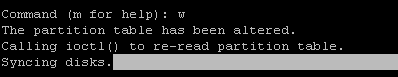 Command (m for help): w
The partition table has been altered.
Calling ioctl() to re-read partition table.
Syncing disks.